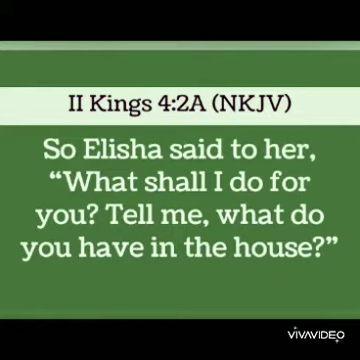 II Kings 4:2A (NKJV)
So Elisha said to her,
“What shall I do for
you? Tell me, what do
you have in the house?”
VIVAVIDEO